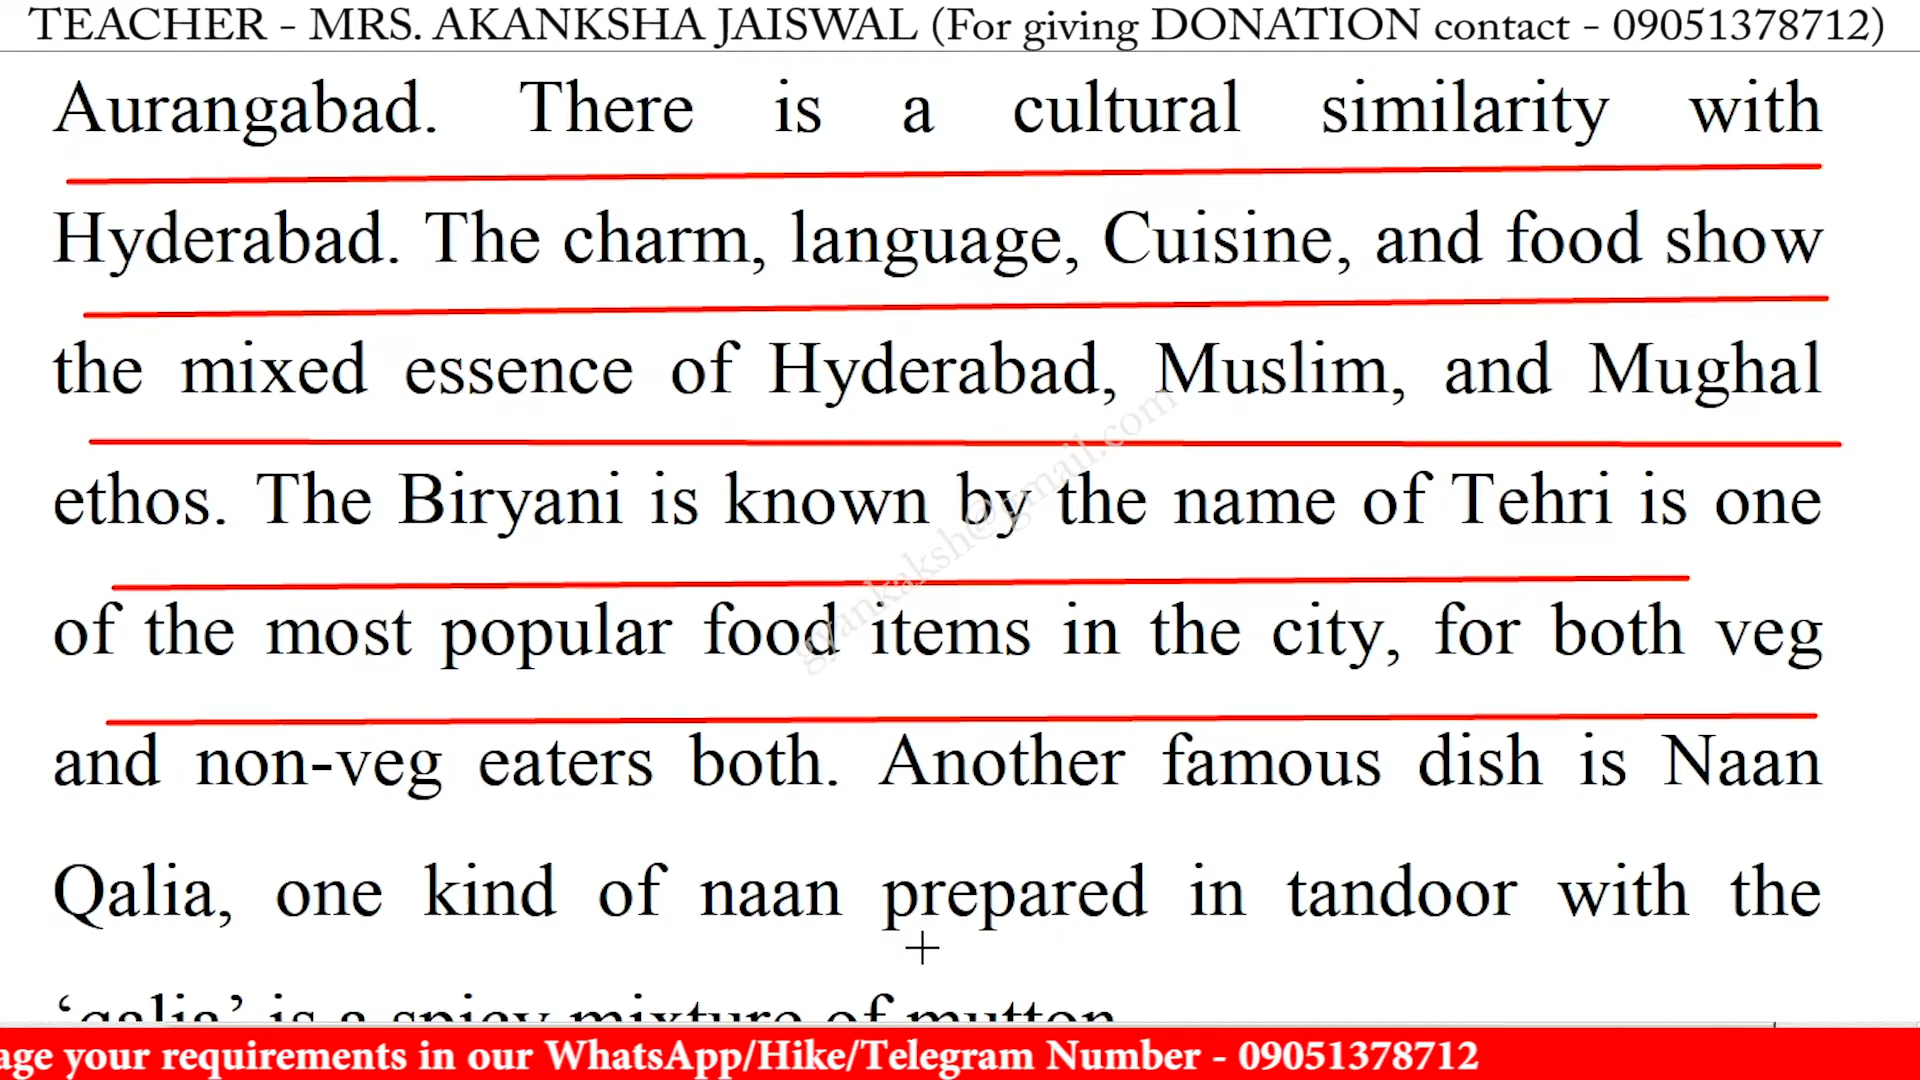 TEACHER - MRS. AKANKSHA JAISWAL (For giving DONATION contact - 09051378712)
Aurangabad. There is a cultural similarity with
Hyderabad. The charm, language, Cuisine, and food show
the mixed essence of Hyderabad, Muslim, and Mughal
ethos. The Biryani is known by the name of Tehri is one
of the most popular food items in the city, for both veg
and non-veg eaters both. Another famous dish is Naan
Qalia, one kind of naan prepared in tandoor with the
‘qalia’ is a spicy mixture of mutton
gyankaksh@gmail.com
age your requirements in our WhatsApp/Hike/Telegram Number - 09051378712